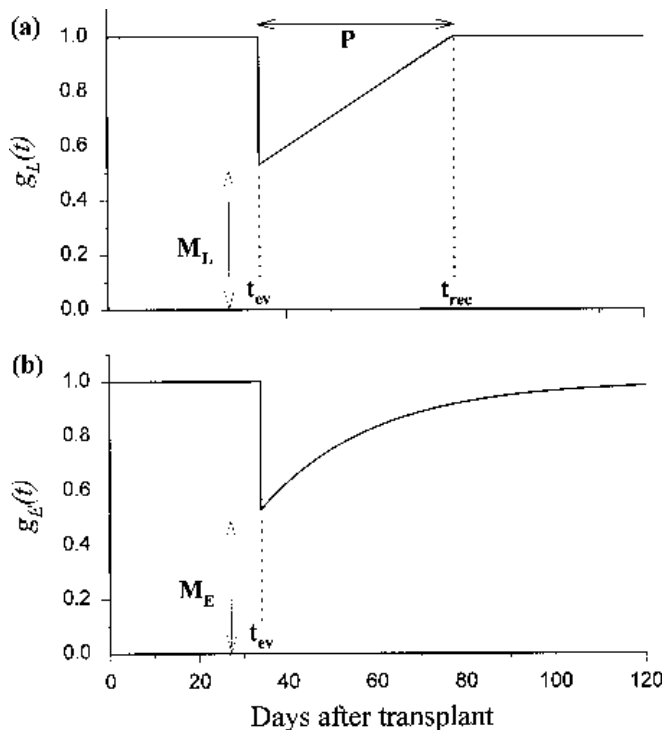 (a)
P
1.0
0.8
0.6
0.4
0.2
0.0
g_L(t)
M_L
t_ev
t_rec
(b)
1.0
0.8
0.6
0.4
0.2
0.0
g_E(t)
M_E
t_ev
0 20 40 60 80 100 120
Days after transplant